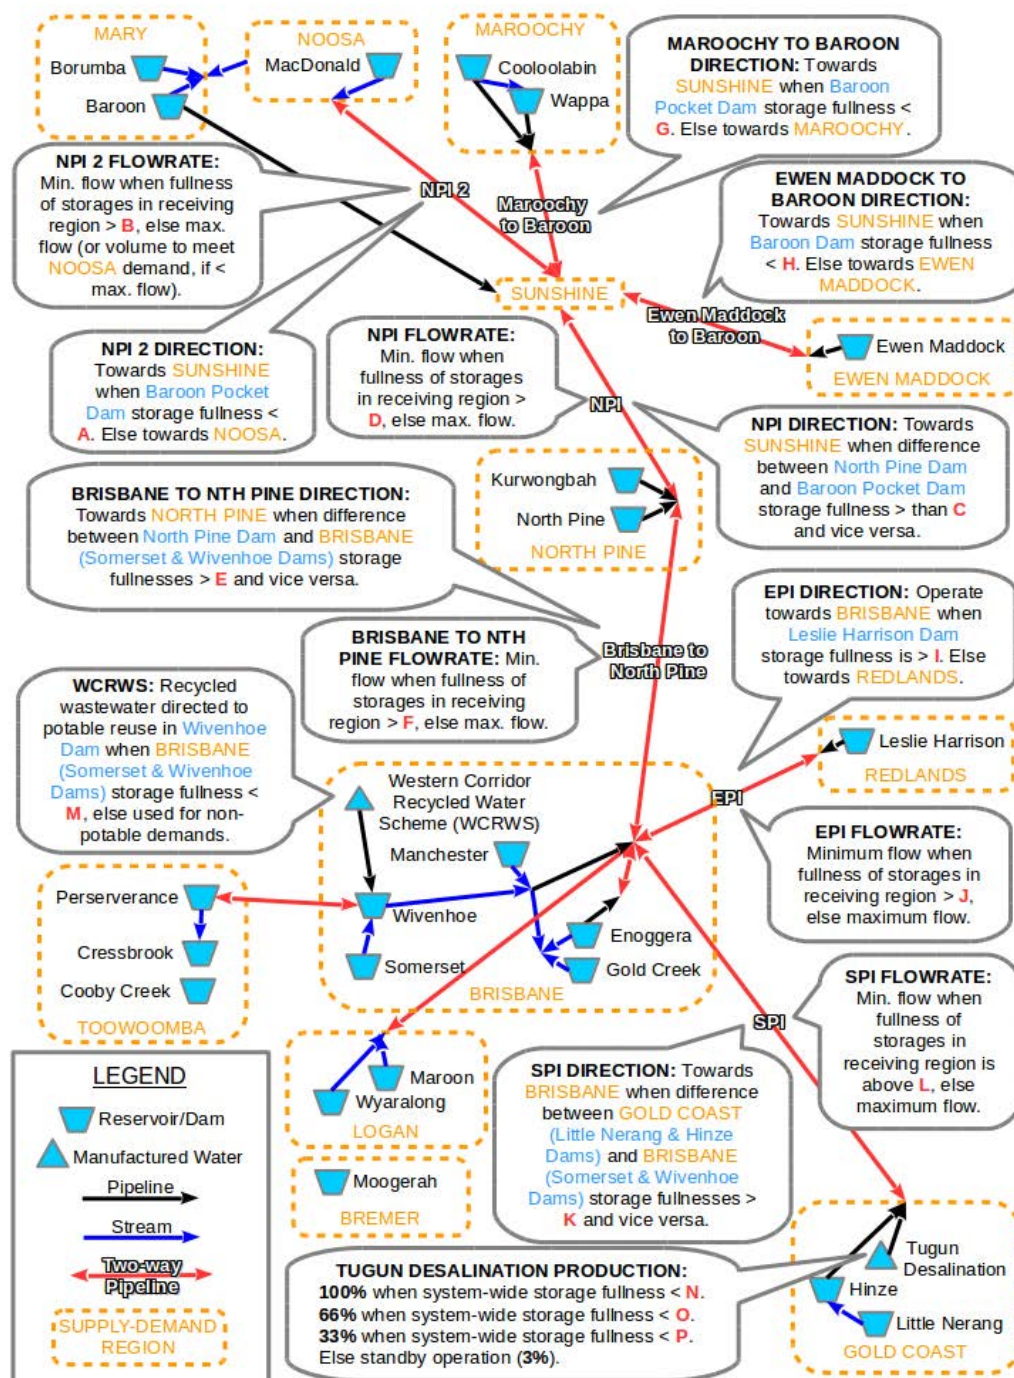 MARY
Borumba
Baroon
NOOSA
MacDonald
MAROOCHY
Cooloolabin
Wappa
MAROOCHY TO BAROON
DIRECTION: Towards
SUNSHINE when Baroon
Pocket Dam storage fullness <
G. Else towards MAROOCHY.
NPI 2 FLOWRATE:
Min. flow when fullness
of storages in receiving
region > B, else max.
flow (or volume to meet
NOOSA demand, if <
max. flow).
NPI 2
Maroochy
to Baroon
EWEN MADDOCK TO
BAROON DIRECTION:
Towards SUNSHINE when
Baroon Dam storage fullness
< H. Else towards EWEN
MADDOCK.
SUNSHINE
Ewen Maddock
to Baroon
Ewen Maddock
EWEN MADDOCK
NPI 2 DIRECTION:
Towards SUNSHINE
when Baroon Pocket
Dam storage fullness <
A. Else towards NOOSA.
NPI FLOWRATE:
Min. flow when
fullness of storages
in receiving region >
D, else max. flow.
NPI
NPI DIRECTION: Towards
SUNSHINE when difference
between North Pine Dam
and Baroon Pocket Dam
storage fullness > than C
and vice versa.
Kurwongbah
North Pine
NORTH PINE
BRISBANE TO NTH PINE DIRECTION:
Towards NORTH PINE when difference
between North Pine Dam and BRISBANE
(Somerset & Wivenhoe Dams) storage
fullnesses > E and vice versa.
BRISBANE TO NTH
PINE FLOWRATE: Min.
flow when fullness of
storages in receiving
region > F, else max. flow.
Brisbane to
North Pine
EPI DIRECTION: Operate
towards BRISBANE when
Leslie Harrison Dam
storage fullness is > I. Else
towards REDLANDS.
WCRWS: Recycled
wastewater directed to
potable reuse in Wivenhoe
Dam when BRISBANE
(Somerset & Wivenhoe
Dams) storage fullness <
M, else used for non-
potable demands.
Leslie Harrison
REDLANDS
EPI
Western Corridor
Recycled Water
Scheme (WCRWS)
Manchester
Wivenhoe
Somerset
Enoggera
Gold Creek
BRISBANE
EPI FLOWRATE:
Minimum flow when
fullness of storages in
receiving region > J,
else maximum flow.
Perserverance
Cressbrook
Cooby Creek
TOOWOOMBA
SPI FLOWRATE:
Min. flow when
fullness of
storages in
receiving region is
above L, else
maximum flow.
SPI
SPI DIRECTION: Towards
BRISBANE when difference
between GOLD COAST
(Little Nerang & Hinze
Dams) and BRISBANE
(Somerset & Wivenhoe
Dams) storage fullnesses >
K and vice versa.
Maroon
Wyaralong
LOGAN
Moogerah
BREMER
LEGEND
Reservoir/Dam
Manufactured Water
Pipeline
Stream
Two-way
Pipeline
SUPPLY-DEMAND
REGION
TUGUN DESALINATION PRODUCTION:
100% when system-wide storage fullness < N.
66% when system-wide storage fullness < O.
33% when system-wide storage fullness < P.
Else standby operation (3%).
Tugun
Desalination
Hinze
Little Nerang
GOLD COAST